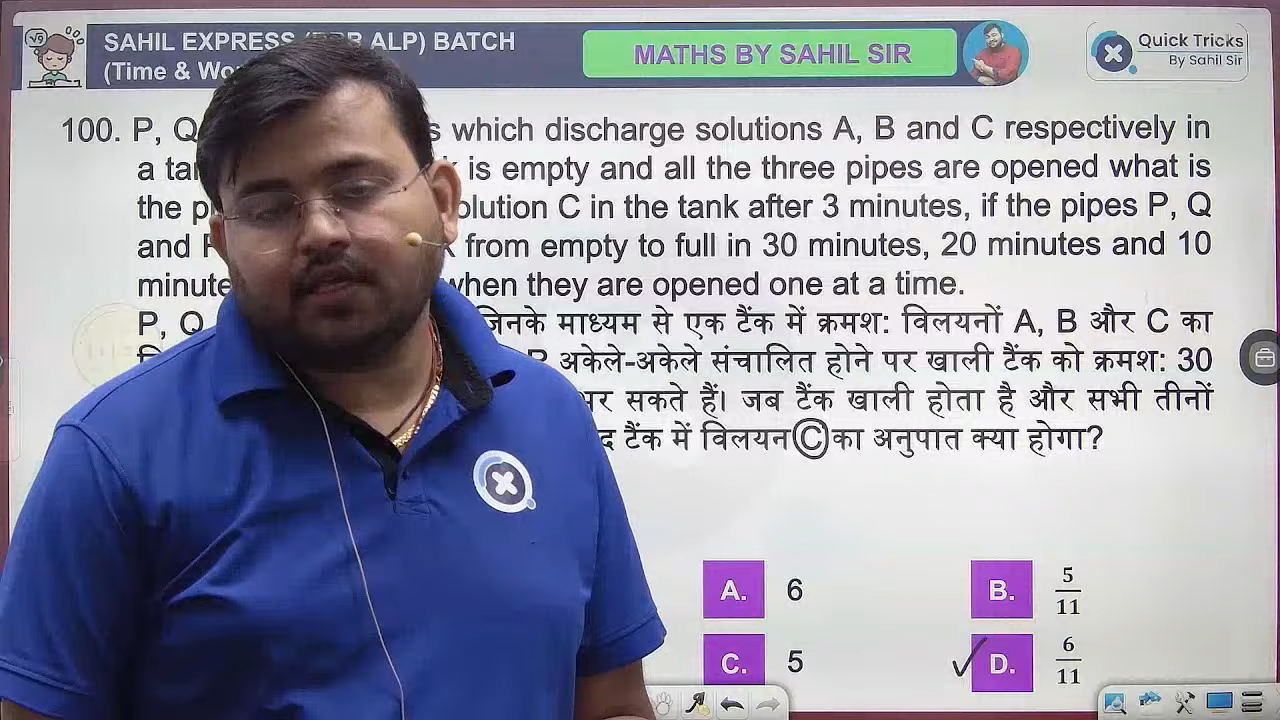 SAHIL EXPRESS ALP) BATCH
(Time &
MATHS BY SAHIL SIR
Quick Tricks
By Sahil Sir
√9
100. P, which discharge solutions A, B and C respectively in
a is empty and all the three pipes are opened what is
the C in the tank after 3 minutes, if the pipes P, Q
and from empty to full in 30 minutes, 20 minutes and 10
when they are opened one at a time.
P, Q जिनके माध्यम से एक टैंक में क्रमश: विलयनों A, B और C का
अकेले-अकेले संचालित होने पर खाली टैंक को क्रमश: 30
सकते हैं। जब टैंक खाली होता है और सभी तीनों
टैंक में विलयन C का अनुपात क्या होगा?
A. 6
B. 5/11
C. 5
D. 6/11